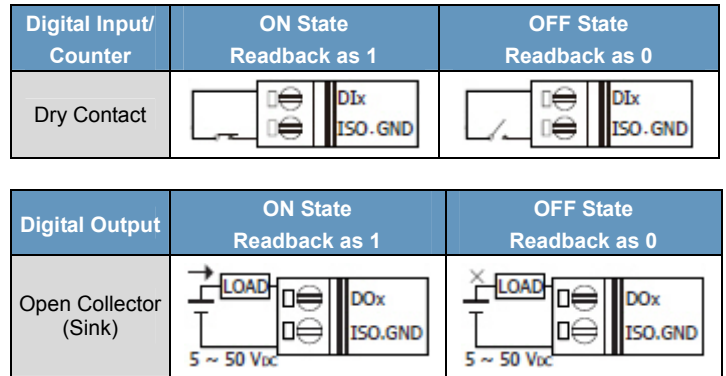 Digital Input/
Counter
ON State
Readback as 1
OFF State
Readback as 0
Dry Contact
DIx
ISO.GND
DIx
ISO.GND
Digital Output
ON State
Readback as 1
OFF State
Readback as 0
Open Collector
(Sink)
LOAD
DOx
ISO.GND
5 ~ 50 VDC
LOAD
DOx
ISO.GND
5 ~ 50 VDC